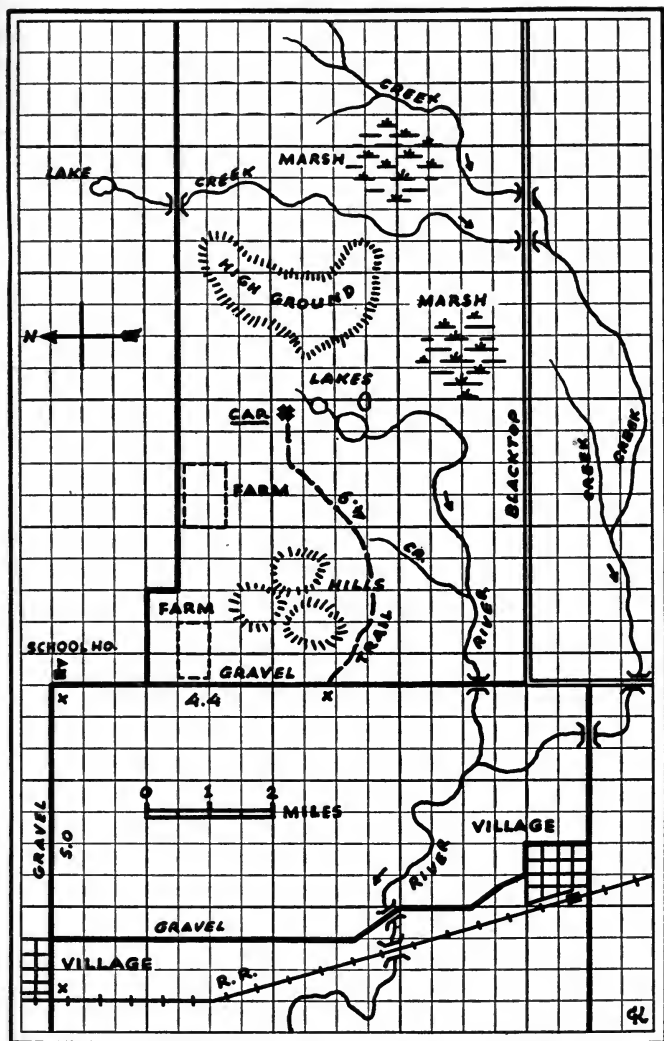 CREEK
MARSH
LAKE
CREEK
HIGH GROUND
N
MARSH
LAKES
CAR
FARM
6.4
BLACKTOP
CREEK
CREEK
CR.
HILLS
FARM
RIVER
TRAIL
SCHOOL HO.
GRAVEL
x
x
4.4
0 1 2
MILES
GRAVEL
5.0
VILLAGE
RIVER
GRAVEL
VILLAGE
R.R.
x